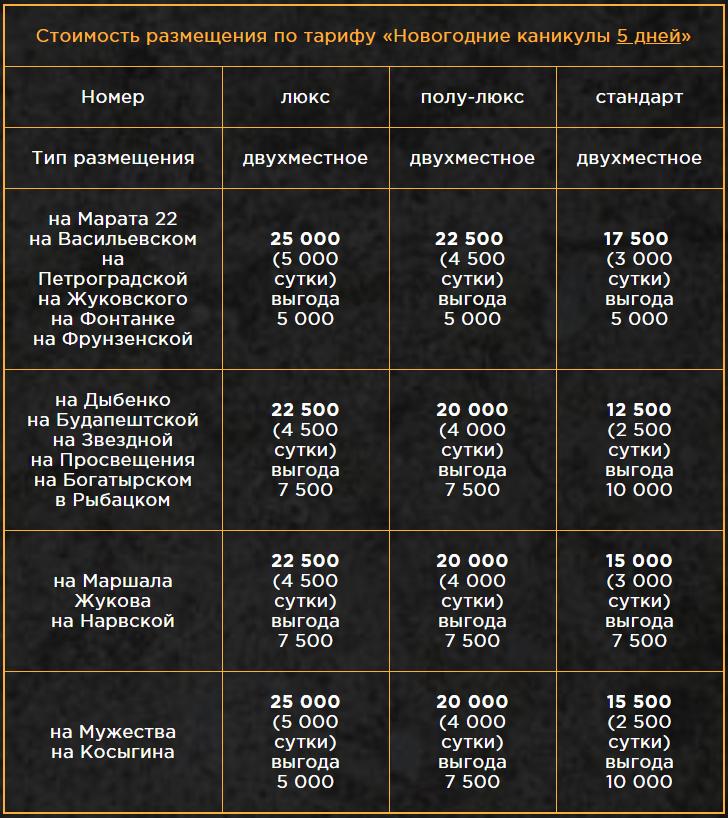 Стоимость размещения по тарифу «Новогодние каникулы 5 дней»
Номер
люкс
полу-люкс
стандарт
Тип размещения
двухместное
двухместное
двухместное
на Марата 22
на Васильевском
на
Петроградской
на Жуковского
на Фонтанке
на Фрунзенской
25 000
(5 000
сутки)
выгода
5 000
22 500
(4 500
сутки)
выгода
5 000
17 500
(3 000
сутки)
выгода
5 000
на Дыбенко
на Будапештской
на Звездной
на Просвещения
на Богатырском
в Рыбацком
22 500
(4 500
сутки)
выгода
7 500
20 000
(4 000
сутки)
выгода
7 500
12 500
(2 500
сутки)
выгода
10 000
на Маршала
Жукова
на Нарвской
22 500
(4 500
сутки)
выгода
7 500
20 000
(4 000
сутки)
выгода
7 500
15 000
(3 000
сутки)
выгода
7 500
на Мужества
на Косыгина
25 000
(5 000
сутки)
выгода
5 000
20 000
(4 000
сутки)
выгода
7 500
15 500
(2 500
сутки)
выгода
10 000